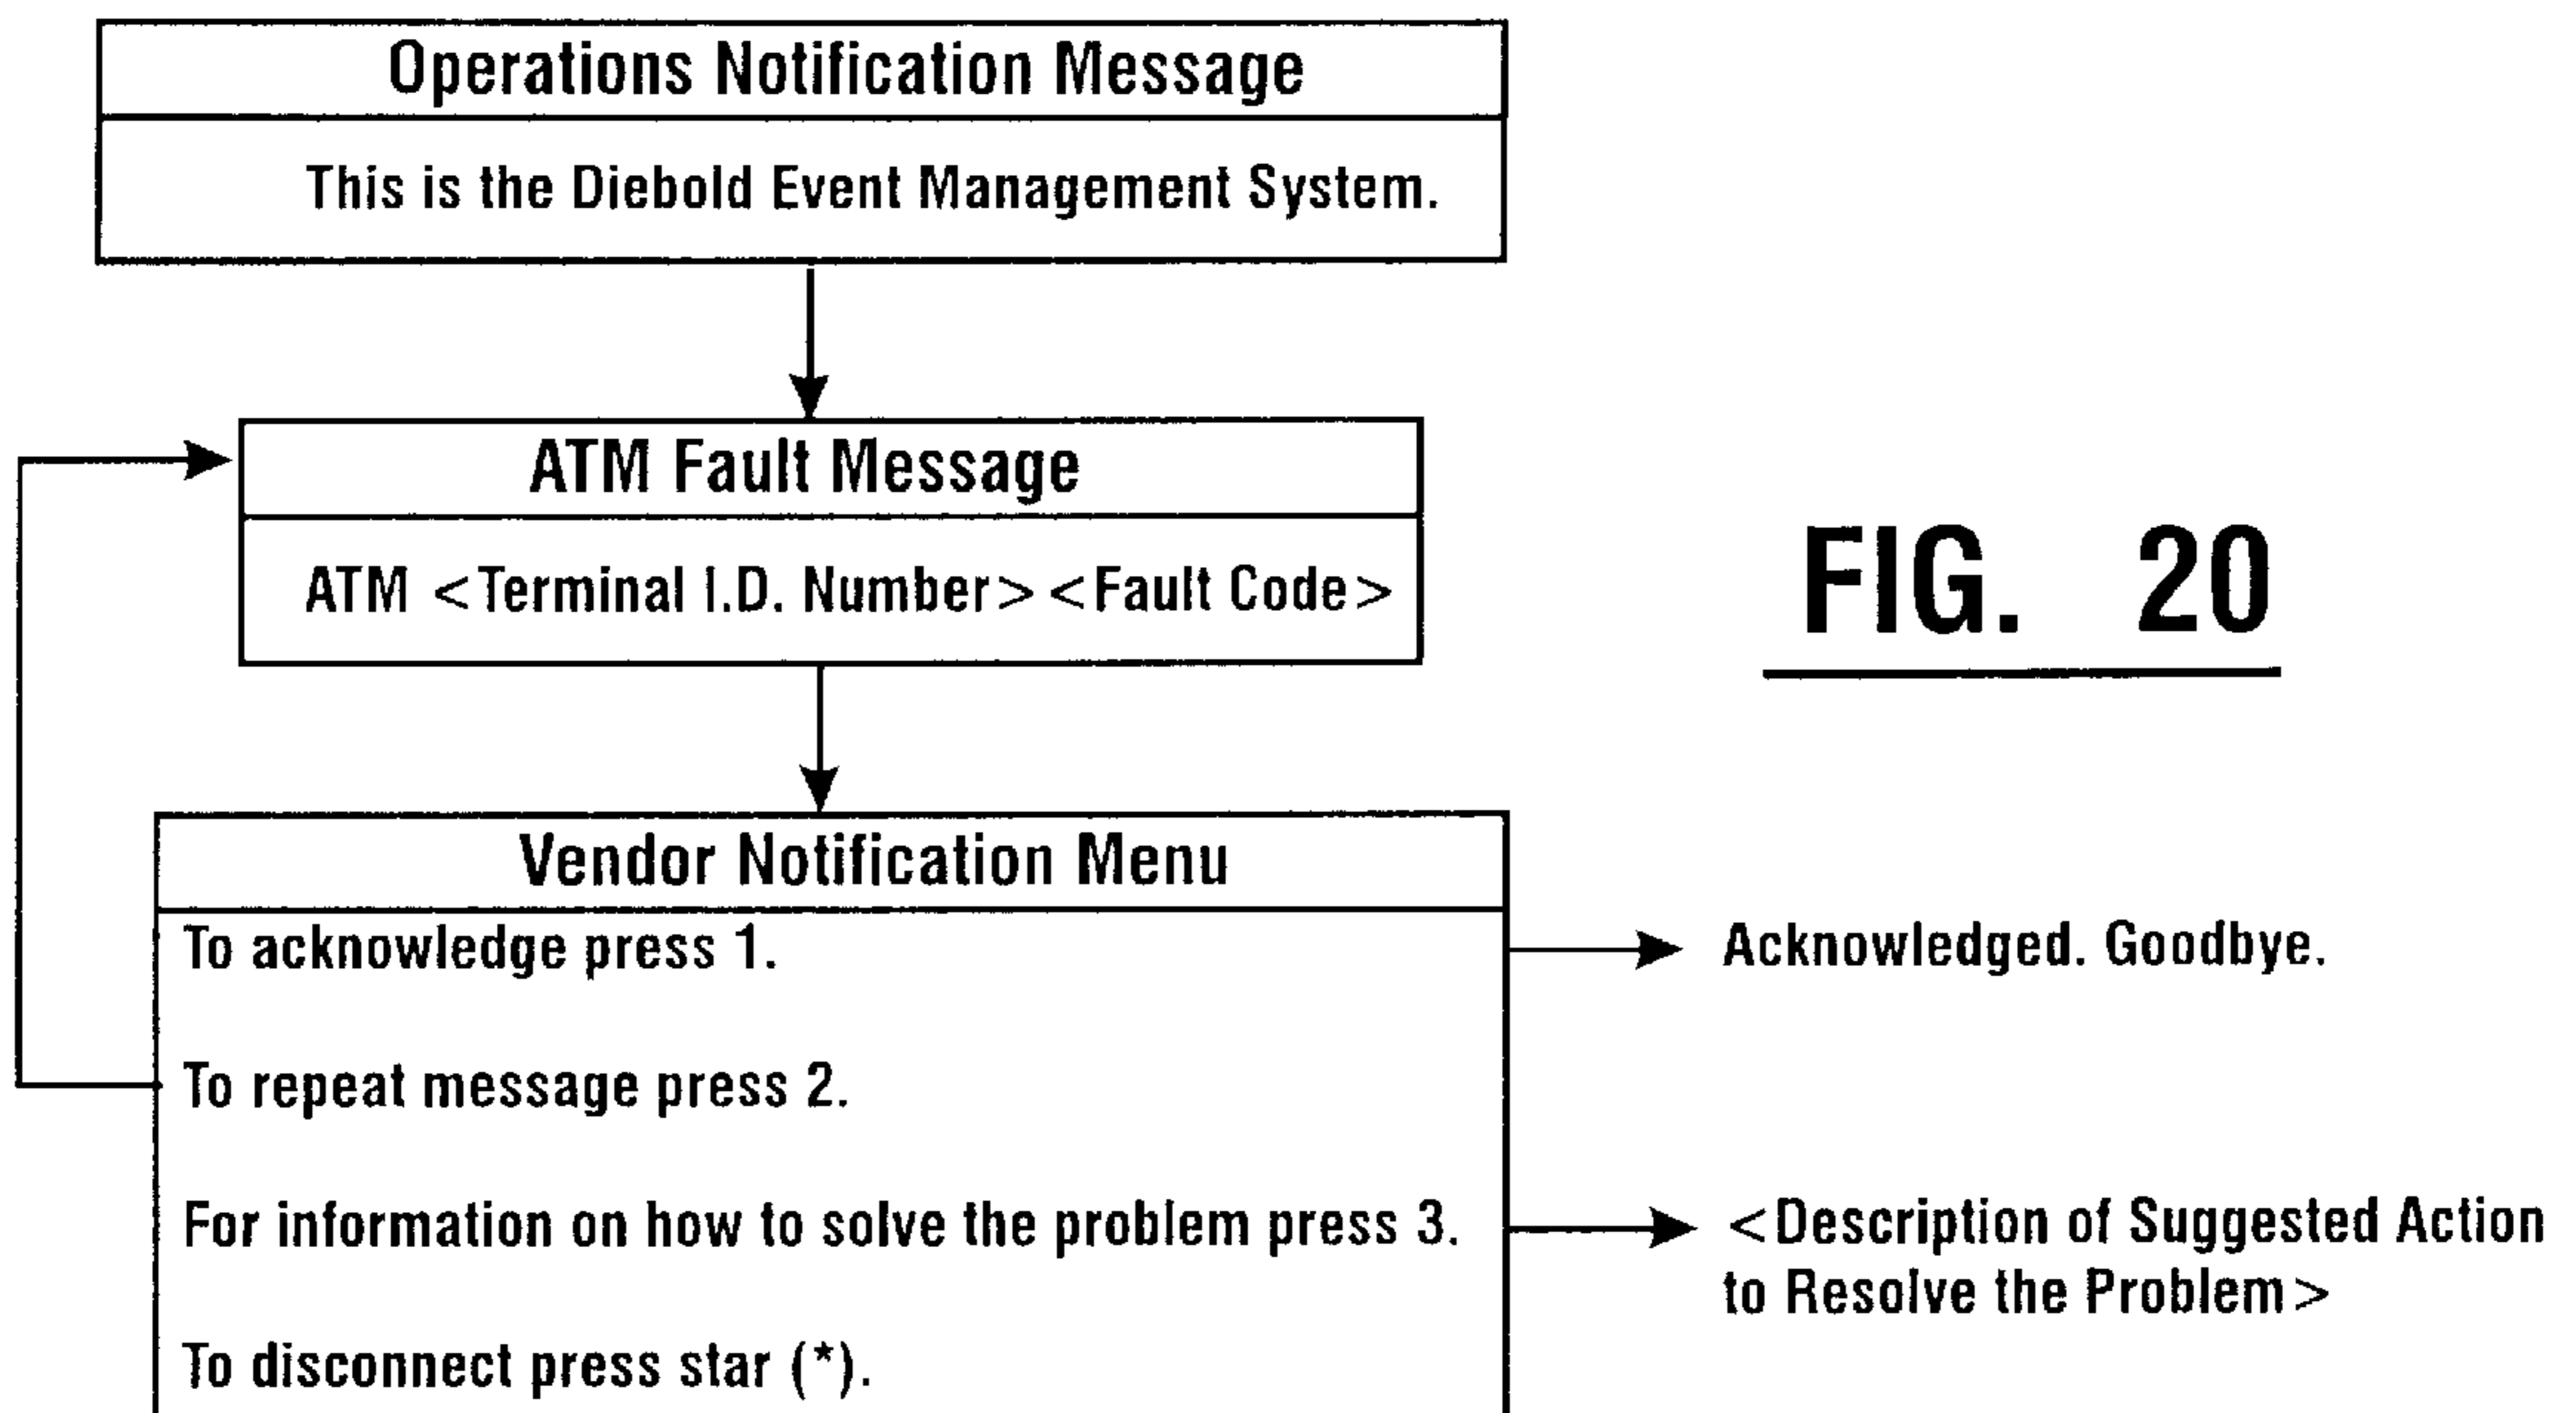 Operations Notification Message
This is the Diebold Event Management System.
ATM Fault Message
ATM <Terminal I.D. Number> <Fault Code>
FIG. 20
Vendor Notification Menu
To acknowledge press 1.
Acknowledged. Goodbye.
To repeat message press 2.
For information on how to solve the problem press 3.
<Description of Suggested Action
to Resolve the Problem>
To disconnect press star (*).